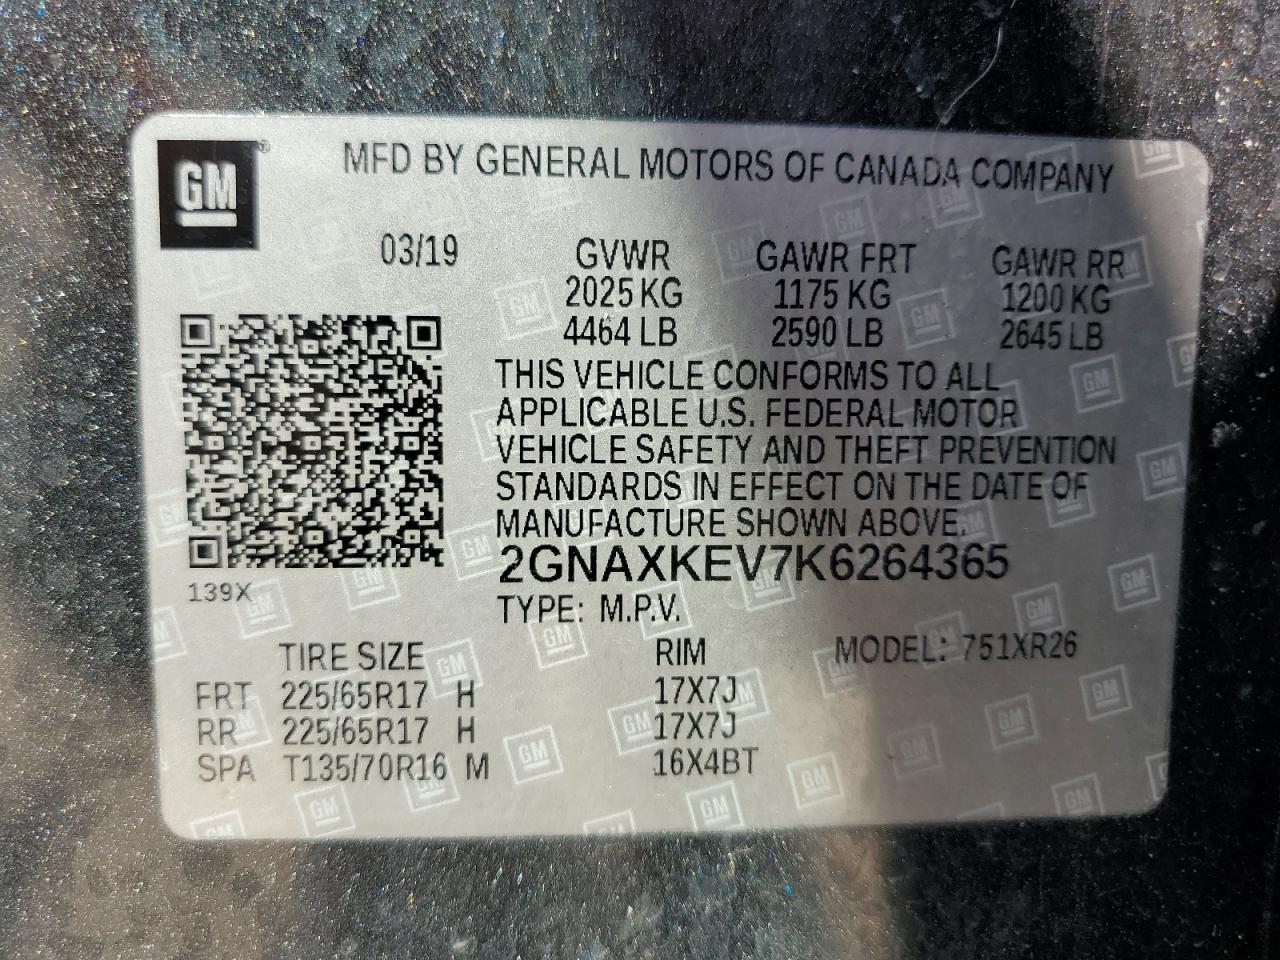 GM
MFD BY GENERAL MOTORS OF CANADA COMPANY
03/19 GVWR GAWR FRT GAWR RR
2025 KG 1175 KG 1200 KG
4464 LB 2590 LB 2645 LB
THIS VEHICLE CONFORMS TO ALL
APPLICABLE U.S. FEDERAL MOTOR
VEHICLE SAFETY AND THEFT PREVENTION
STANDARDS IN EFFECT ON THE DATE OF
MANUFACTURE SHOWN ABOVE.
2GNAXKEV7K6264365
139X
TYPE: M.P.V.
TIRE SIZE RIM MODEL: 751XR26
FRT 225/65R17 H 17X7J
RR 225/65R17 H 17X7J
SPA T135/70R16 M 16X4BT